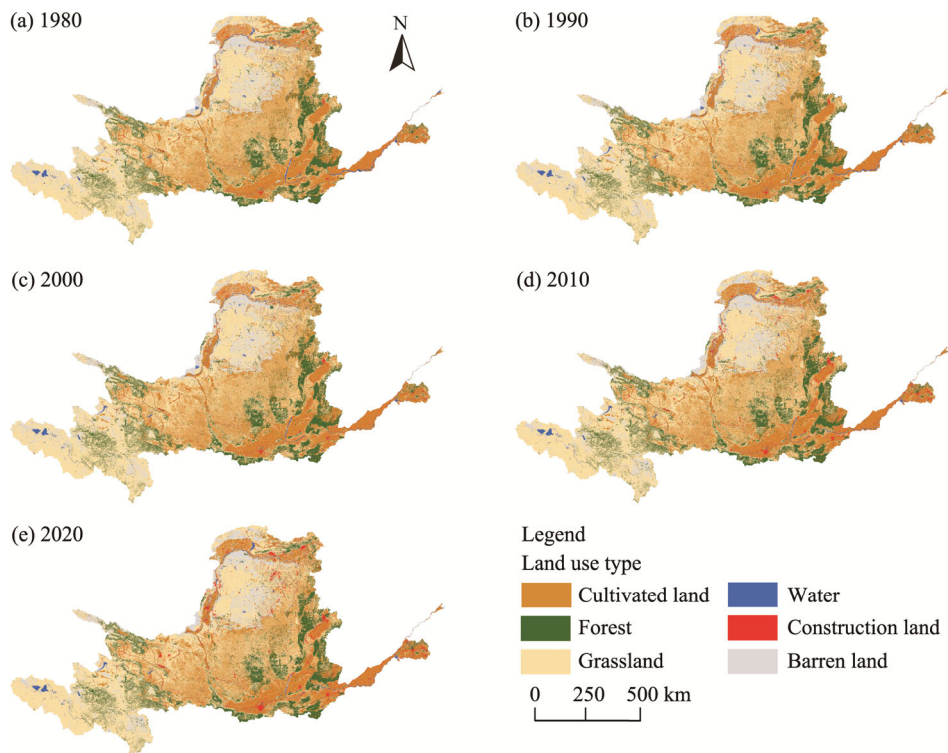 (a) 1980
N
(b) 1990
(c) 2000
(d) 2010
(e) 2020
Legend
Land use type
Cultivated land
Water
Forest
Construction land
Grassland
Barren land
0 250 500 km